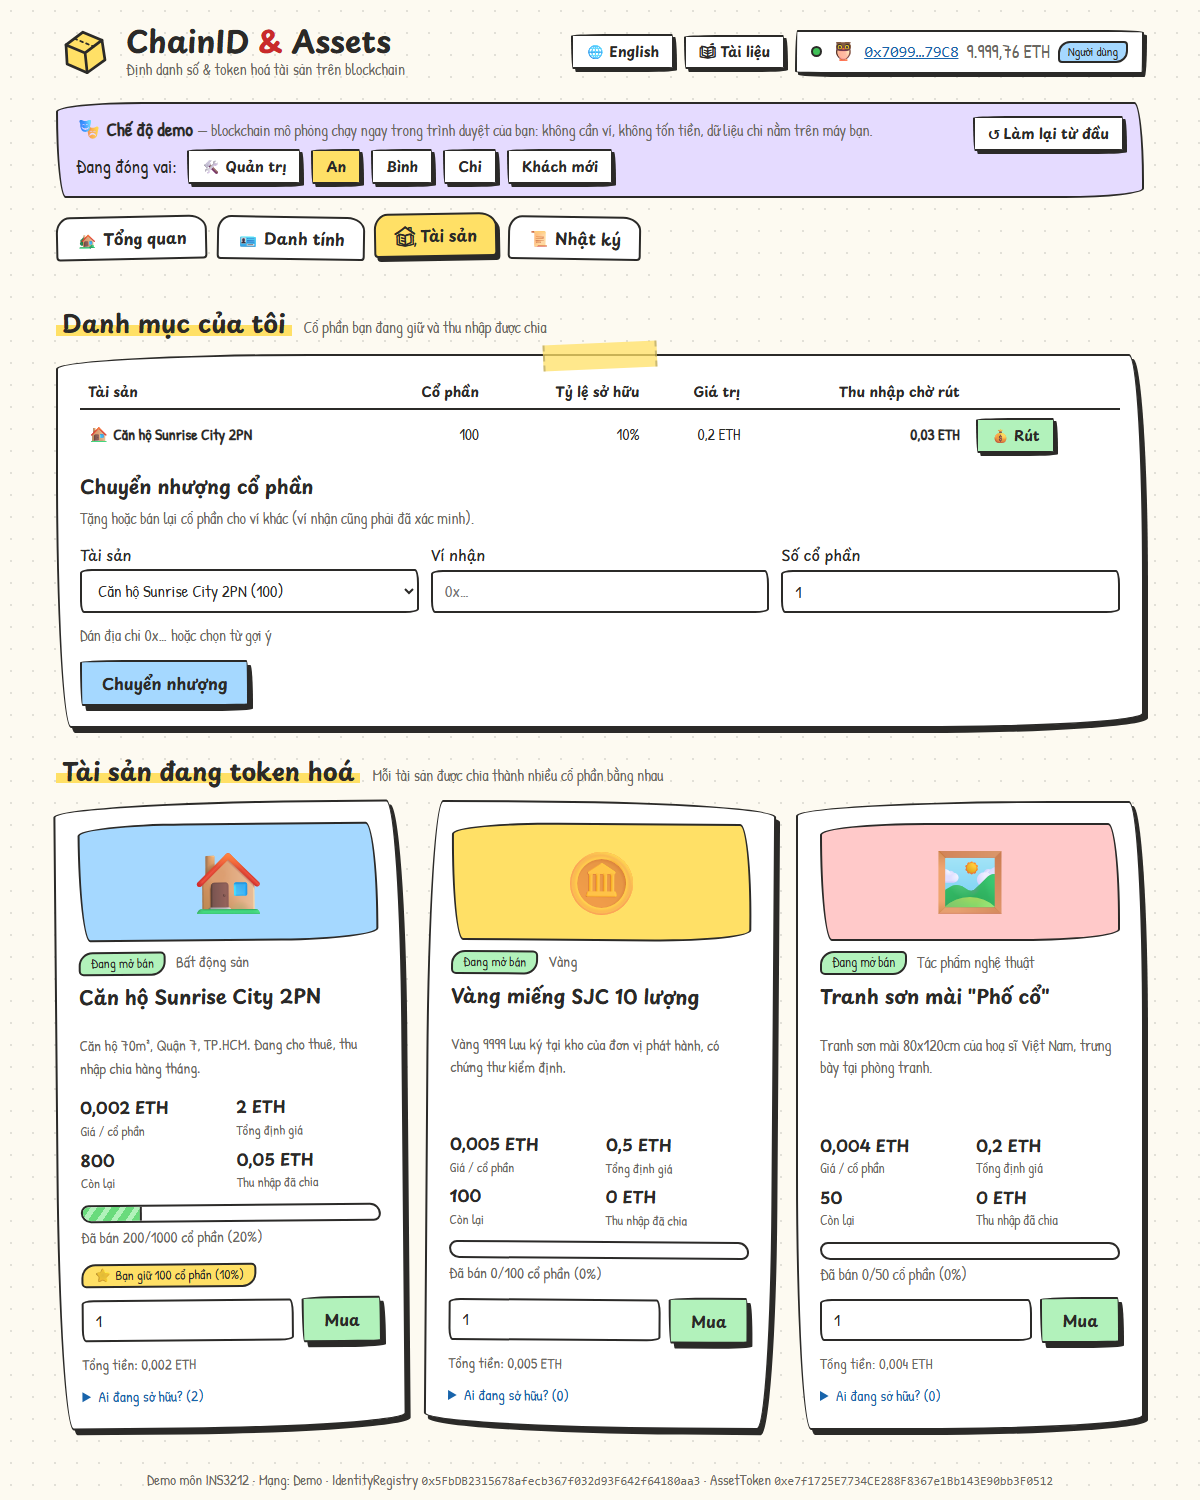 ChainID & Assets
Định danh số & token hoá tài sản trên blockchain
English
Tài liệu
0x7099…79C8 9.999,76 ETH Người dùng
Chế độ demo — blockchain mô phỏng chạy ngay trong trình duyệt của bạn: không cần ví, không tốn tiền, dữ liệu chỉ nằm trên máy bạn.
↺ Làm lại từ đầu
Đang đóng vai: Quản trị An Bình Chi Khách mới
Tổng quan Danh tính Tài sản Nhật ký
Danh mục của tôi Cổ phần bạn đang giữ và thu nhập được chia
Tài sản Cổ phần Tỷ lệ sở hữu Giá trị Thu nhập chờ rút
Căn hộ Sunrise City 2PN 100 10% 0,2 ETH 0,03 ETH Rút
Chuyển nhượng cổ phần
Tặng hoặc bán lại cổ phần cho ví khác (ví nhận cũng phải đã xác minh).
Tài sản Ví nhận Số cổ phần
Căn hộ Sunrise City 2PN (100) 0x… 1
Dán địa chỉ 0x… hoặc chọn từ gợi ý
Chuyển nhượng
Tài sản đang token hoá Mỗi tài sản được chia thành nhiều cổ phần bằng nhau
Đang mở bán Bất động sản
Căn hộ Sunrise City 2PN
Căn hộ 70m², Quận 7, TP.HCM. Đang cho thuê, thu
nhập chia hàng tháng.
0,002 ETH 2 ETH
Giá / cổ phần Tổng định giá
800 0,05 ETH
Còn lại Thu nhập đã chia
Đã bán 200/1000 cổ phần (20%)
Bạn giữ 100 cổ phần (10%)
1 Mua
Tổng tiền: 0,002 ETH
Ai đang sở hữu? (2)
Đang mở bán Vàng
Vàng miếng SJC 10 lượng
Vàng 9999 lưu ký tại kho của đơn vị phát hành, có
chứng thư kiểm định.
0,005 ETH 0,5 ETH
Giá / cổ phần Tổng định giá
100 0 ETH
Còn lại Thu nhập đã chia
Đã bán 0/100 cổ phần (0%)
1 Mua
Tổng tiền: 0,005 ETH
Ai đang sở hữu? (0)
Đang mở bán Tác phẩm nghệ thuật
Tranh sơn mài "Phố cổ"
Tranh sơn mài 80x120cm của hoạ sĩ Việt Nam, trưng
bày tại phòng tranh.
0,004 ETH 0,2 ETH
Giá / cổ phần Tổng định giá
50 0 ETH
Còn lại Thu nhập đã chia
Đã bán 0/50 cổ phần (0%)
1 Mua
Tổng tiền: 0,004 ETH
Ai đang sở hữu? (0)
Demo môn INS3212 · Mạng: Demo · IdentityRegistry 0x5FbDB2315678afecb367f032d93F642f64180aa3 · AssetToken 0xe7f1725E7734CE288F8367e1Bb143E90bb3F0512